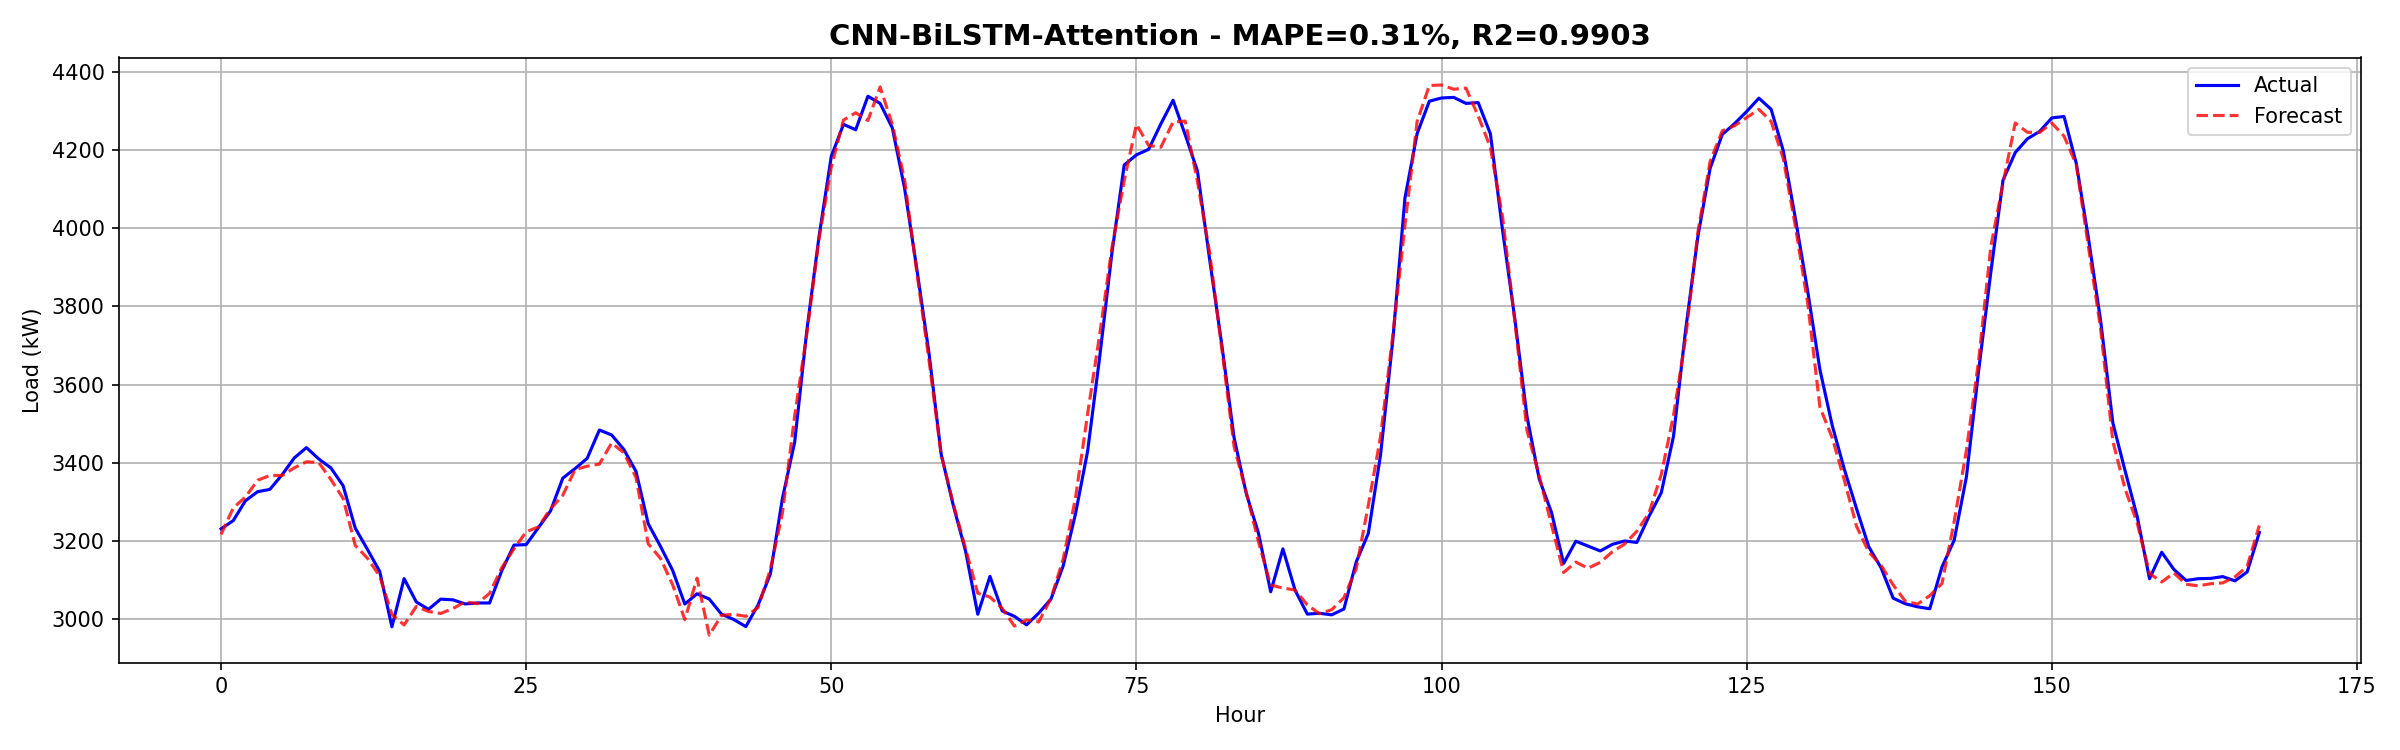 CNN-BiLSTM-Attention - MAPE=0.31%, R2=0.9903
Actual
Forecast
Load (kW)
4400
4200
4000
3800
3600
3400
3200
3000
0 25 50 75 100 125 150 175
Hour